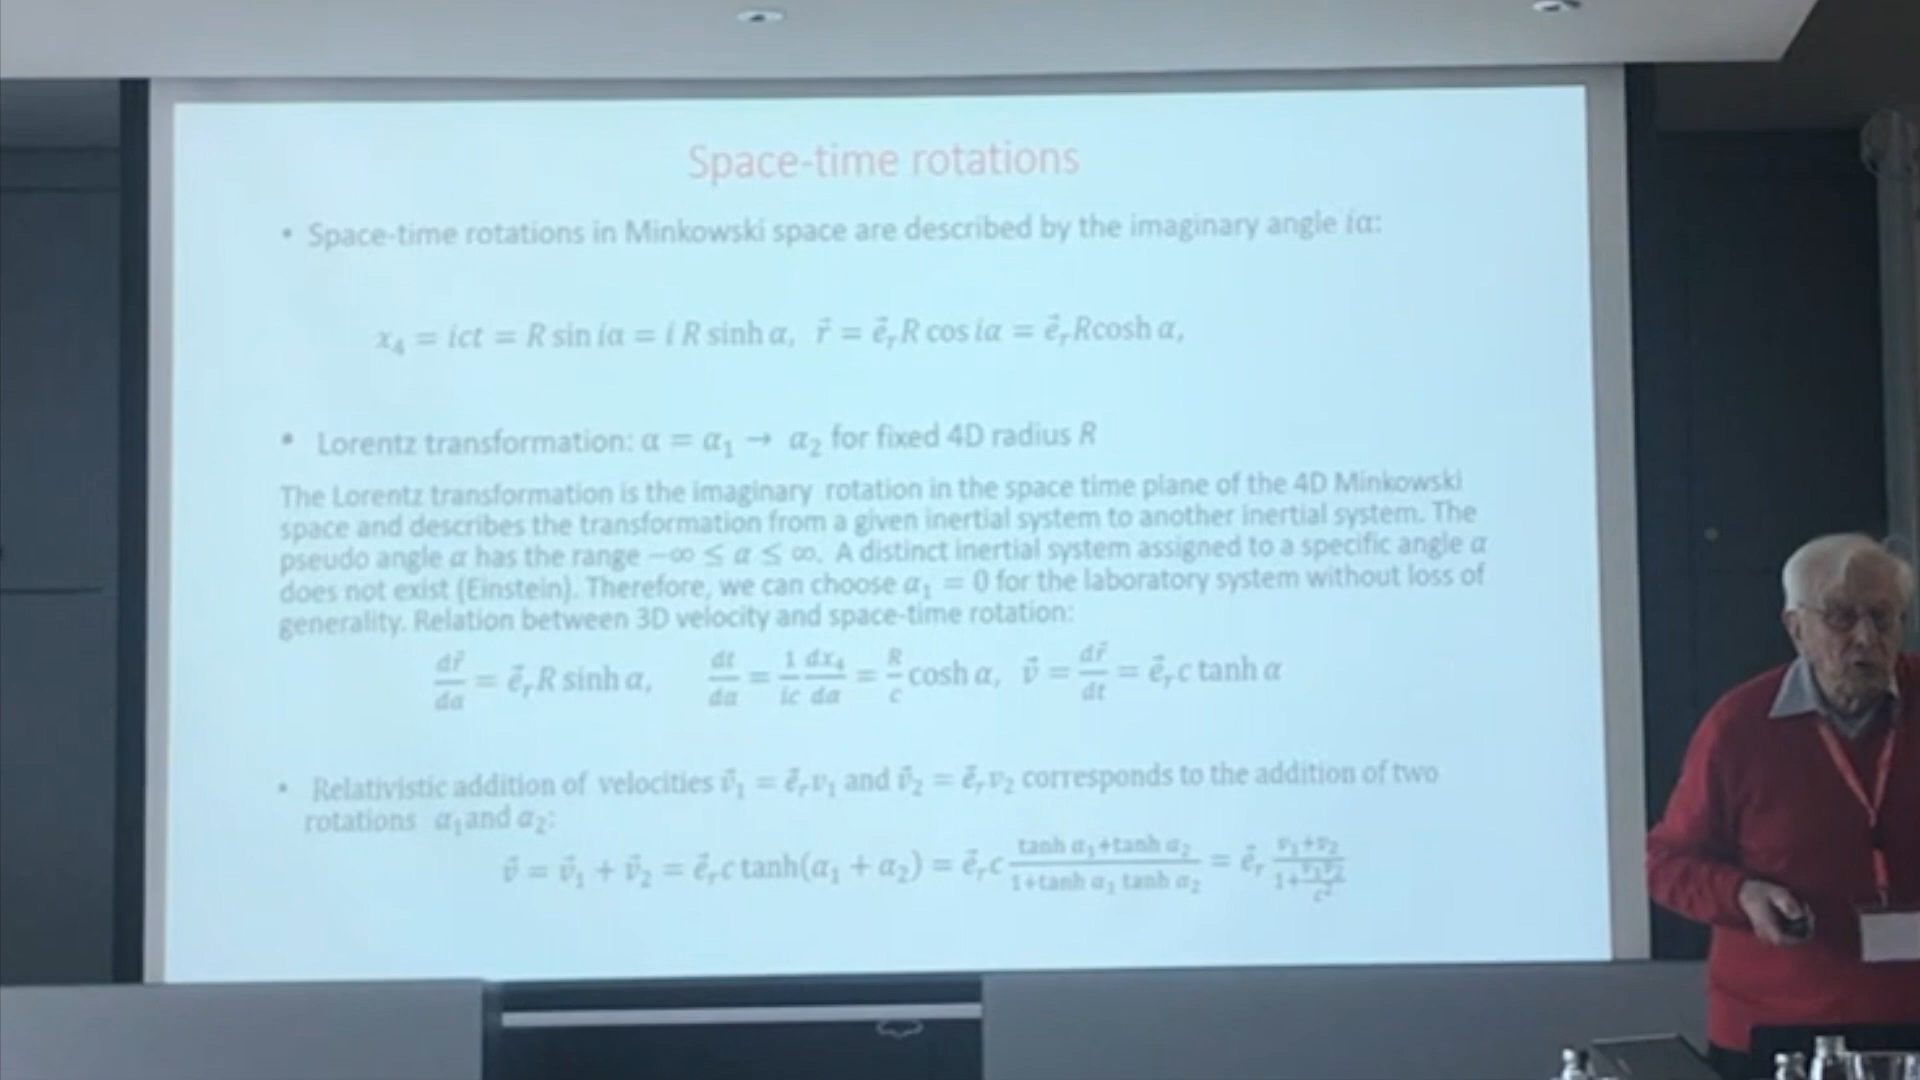 Space-time rotations
• Space-time rotations in Minkowski space are described by the imaginary angle iα:
x₄ = ict = R sin iα = i R sinh α, r⃗ = e⃗ᵣR cos iα = e⃗ᵣRcosh α,
• Lorentz transformation: α = α₁ → α₂ for fixed 4D radius R
The Lorentz transformation is the imaginary rotation in the space time plane of the 4D Minkowski
space and describes the transformation from a given inertial system to another inertial system. The
pseudo angle α has the range −∞ ≤ α ≤ ∞. A distinct inertial system assigned to a specific angle α
does not exist (Einstein). Therefore, we can choose α₁ = 0 for the laboratory system without loss of
generality. Relation between 3D velocity and space-time rotation:
dr⃗/dα = e⃗ᵣR sinh α, dt/dα = 1/ic dx₄/dα = R/c cosh α, v⃗ = dr⃗/dt = e⃗ᵣc tanh α
• Relativistic addition of velocities v⃗₁ = e⃗ᵣv₁ and v⃗₂ = e⃗ᵣv₂ corresponds to the addition of two
rotations α₁and α₂:
v⃗ = v⃗₁ + v⃗₂ = e⃗ᵣc tanh(α₁ + α₂) = e⃗ᵣc (tanh α₁+tanh α₂)/(1+tanh α₁ tanh α₂) = e⃗ᵣ (v₁+v₂)/(1+v₁v₂/c²)